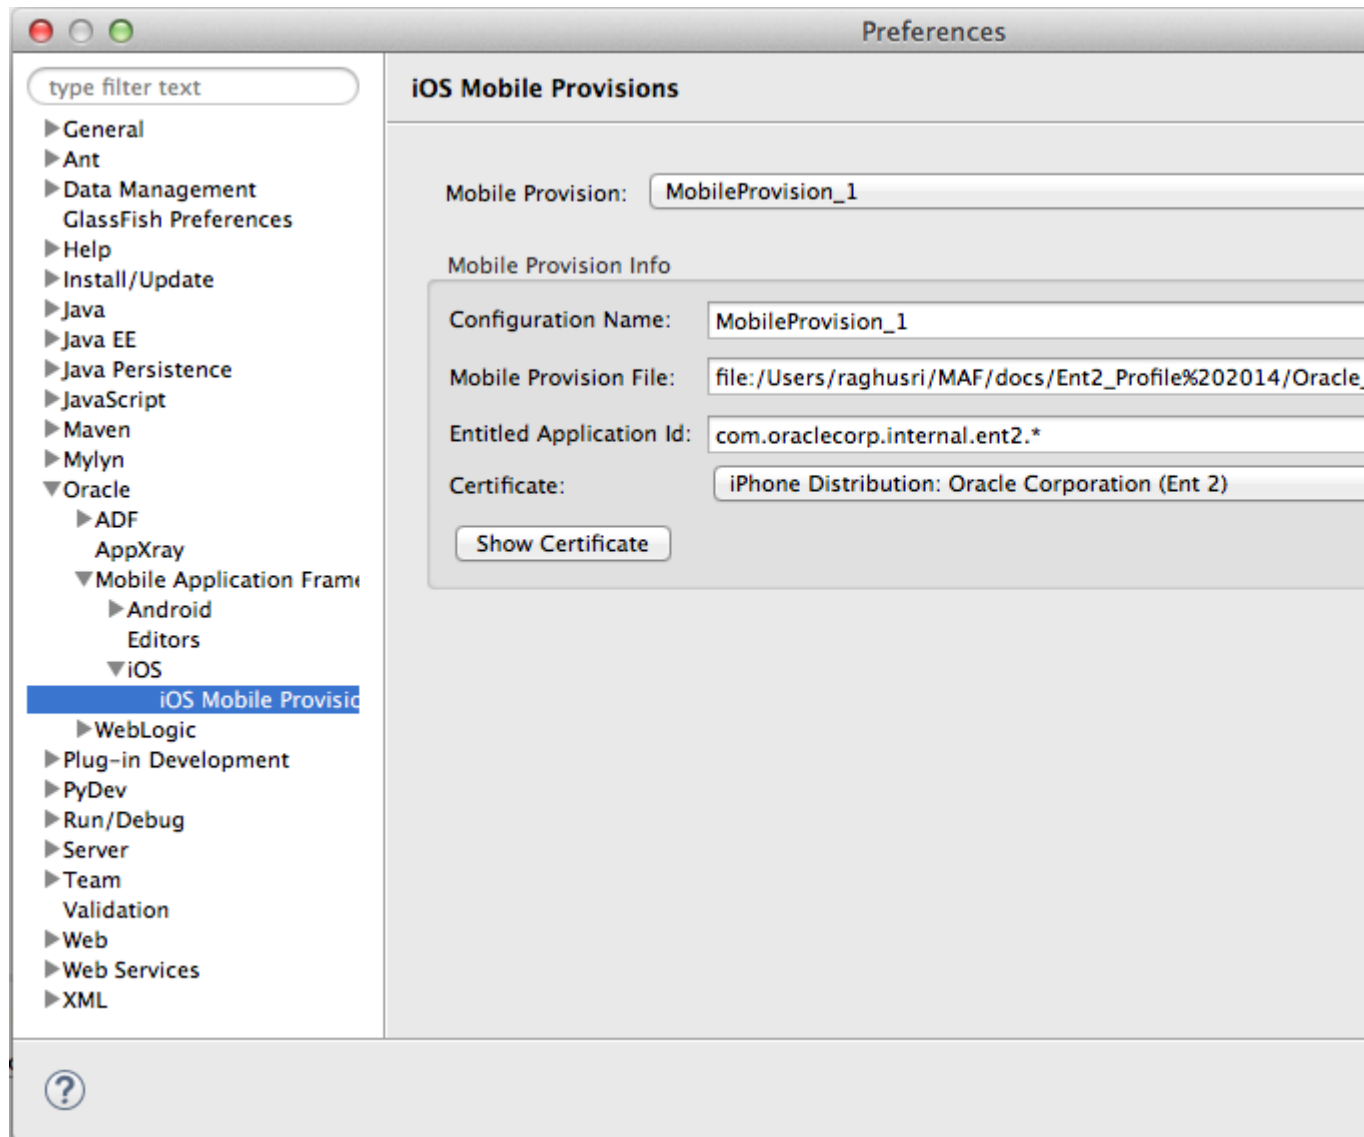 Preferences
type filter text
General
Ant
Data Management
GlassFish Preferences
Help
Install/Update
Java
Java EE
Java Persistence
JavaScript
Maven
Mylyn
Oracle
ADF
AppXray
Mobile Application Frame
Android
Editors
iOS
iOS Mobile Provisio
WebLogic
Plug-in Development
PyDev
Run/Debug
Server
Team
Validation
Web
Web Services
XML
iOS Mobile Provisions
Mobile Provision: MobileProvision_1
Mobile Provision Info
Configuration Name: MobileProvision_1
Mobile Provision File: file:/Users/raghusri/MAF/docs/Ent2_Profile%202014/Oracle_
Entitled Application Id: com.oraclecorp.internal.ent2.*
Certificate: iPhone Distribution: Oracle Corporation (Ent 2)
Show Certificate
?